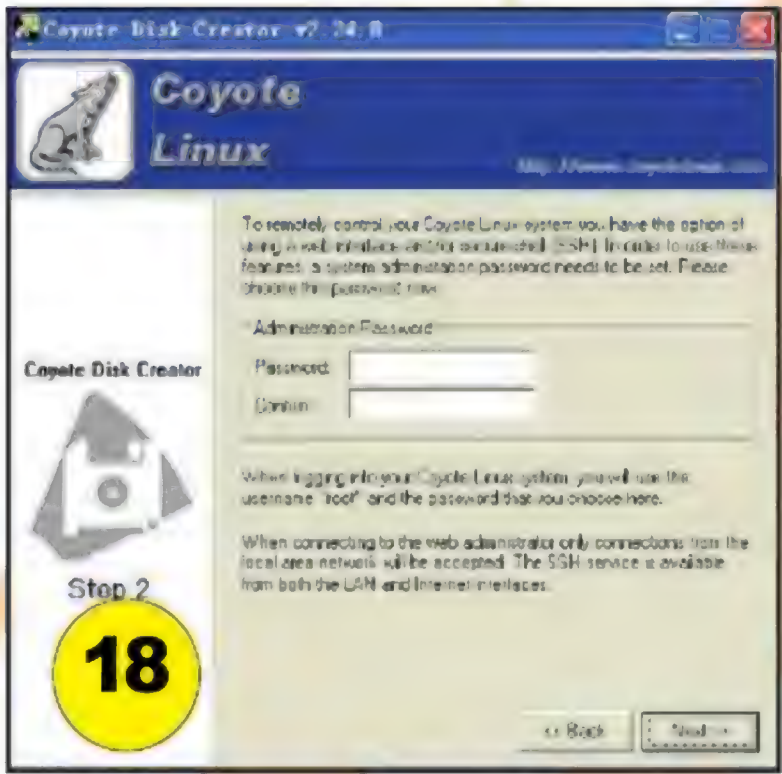 Coyote Disk Creator v2.24.0
Coyote
Linux
To remotely control your Coyote Linux system you have the option of
using a web interface and/or secure shell (SSH). In order to use these
features, a system administration password needs to be set. Please
choose this password now.
Administration Password
Password:
Confirm:
Coyote Disk Creator
When logging into your Coyote Linux system, you will use the
username "root" and the password that you choose here.
When connecting to the web administrator only connections from the
local area network will be accepted. The SSH service is available
from both the LAN and Internet interfaces.
Step 2
18
<< Back
Next >>